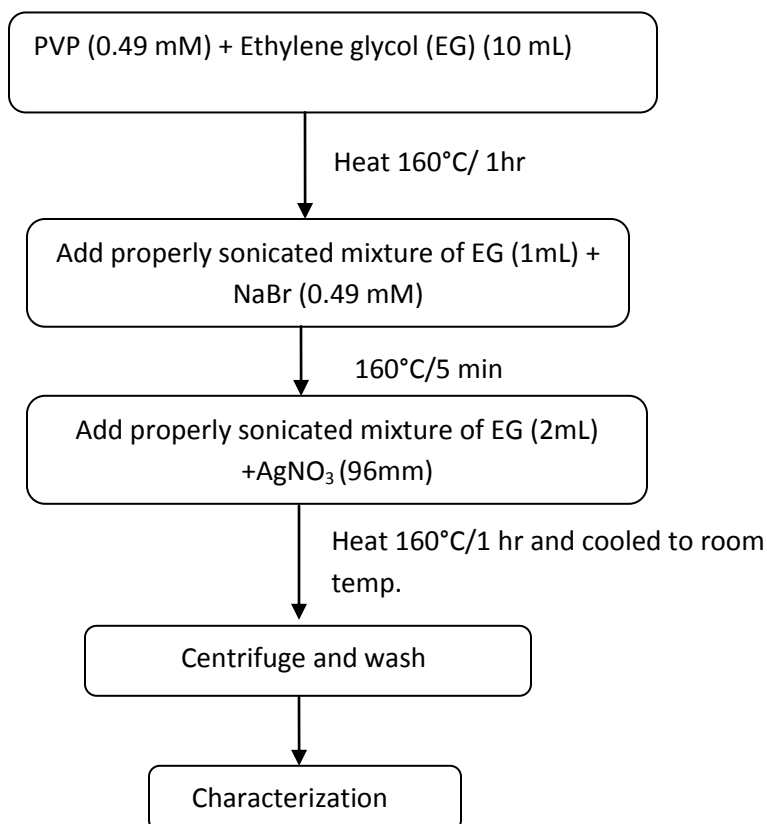 PVP (0.49 mM) + Ethylene glycol (EG) (10 mL)
Heat 160°C/ 1hr
Add properly sonicated mixture of EG (1mL) +
NaBr (0.49 mM)
160°C/5 min
Add properly sonicated mixture of EG (2mL)
+AgNO₃ (96mm)
Heat 160°C/1 hr and cooled to room
temp.
Centrifuge and wash
Characterization